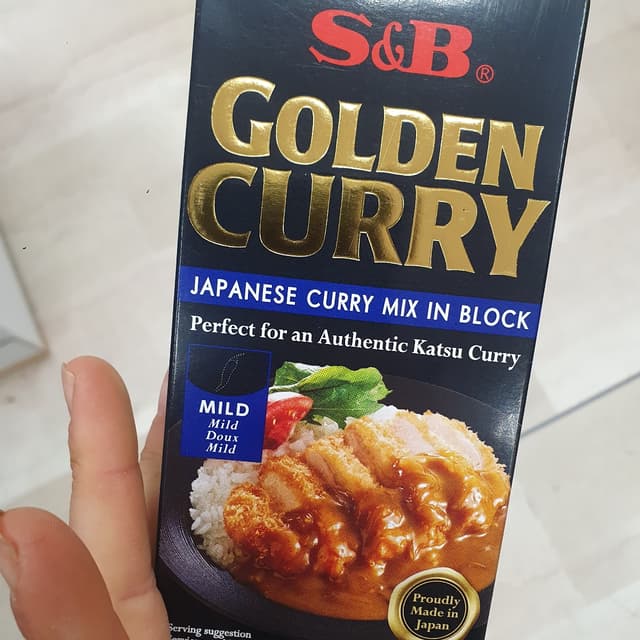 S&B®
GOLDEN
CURRY
JAPANESE CURRY MIX IN BLOCK
Perfect for an Authentic Katsu Curry
MILD
Mild
Doux
Mild
Proudly
Made in
Japan
Serving suggestion